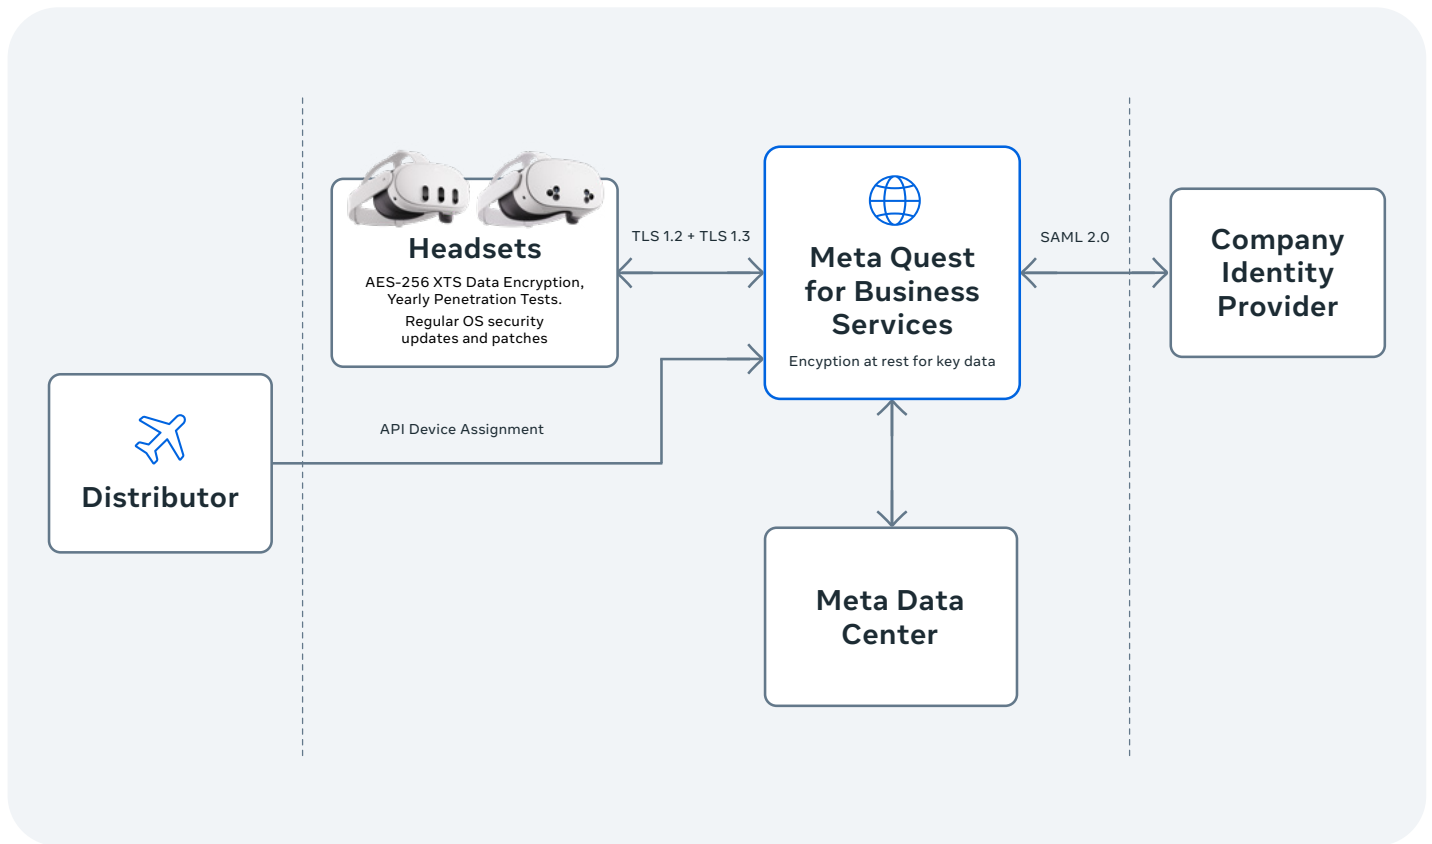 Headsets
AES-256 XTS Data Encryption,
Yearly Penetration Tests.
Regular OS security
updates and patches
TLS 1.2 + TLS 1.3
Meta Quest
for Business
Services
Encyption at rest for key data
SAML 2.0
Company
Identity
Provider
API Device Assignment
Distributor
Meta Data
Center